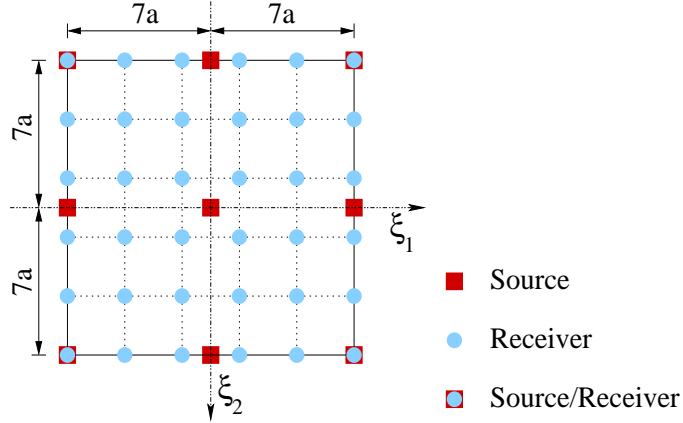 7a 7a
7a
7a
ξ1
ξ2
Source
Receiver
Source/Receiver